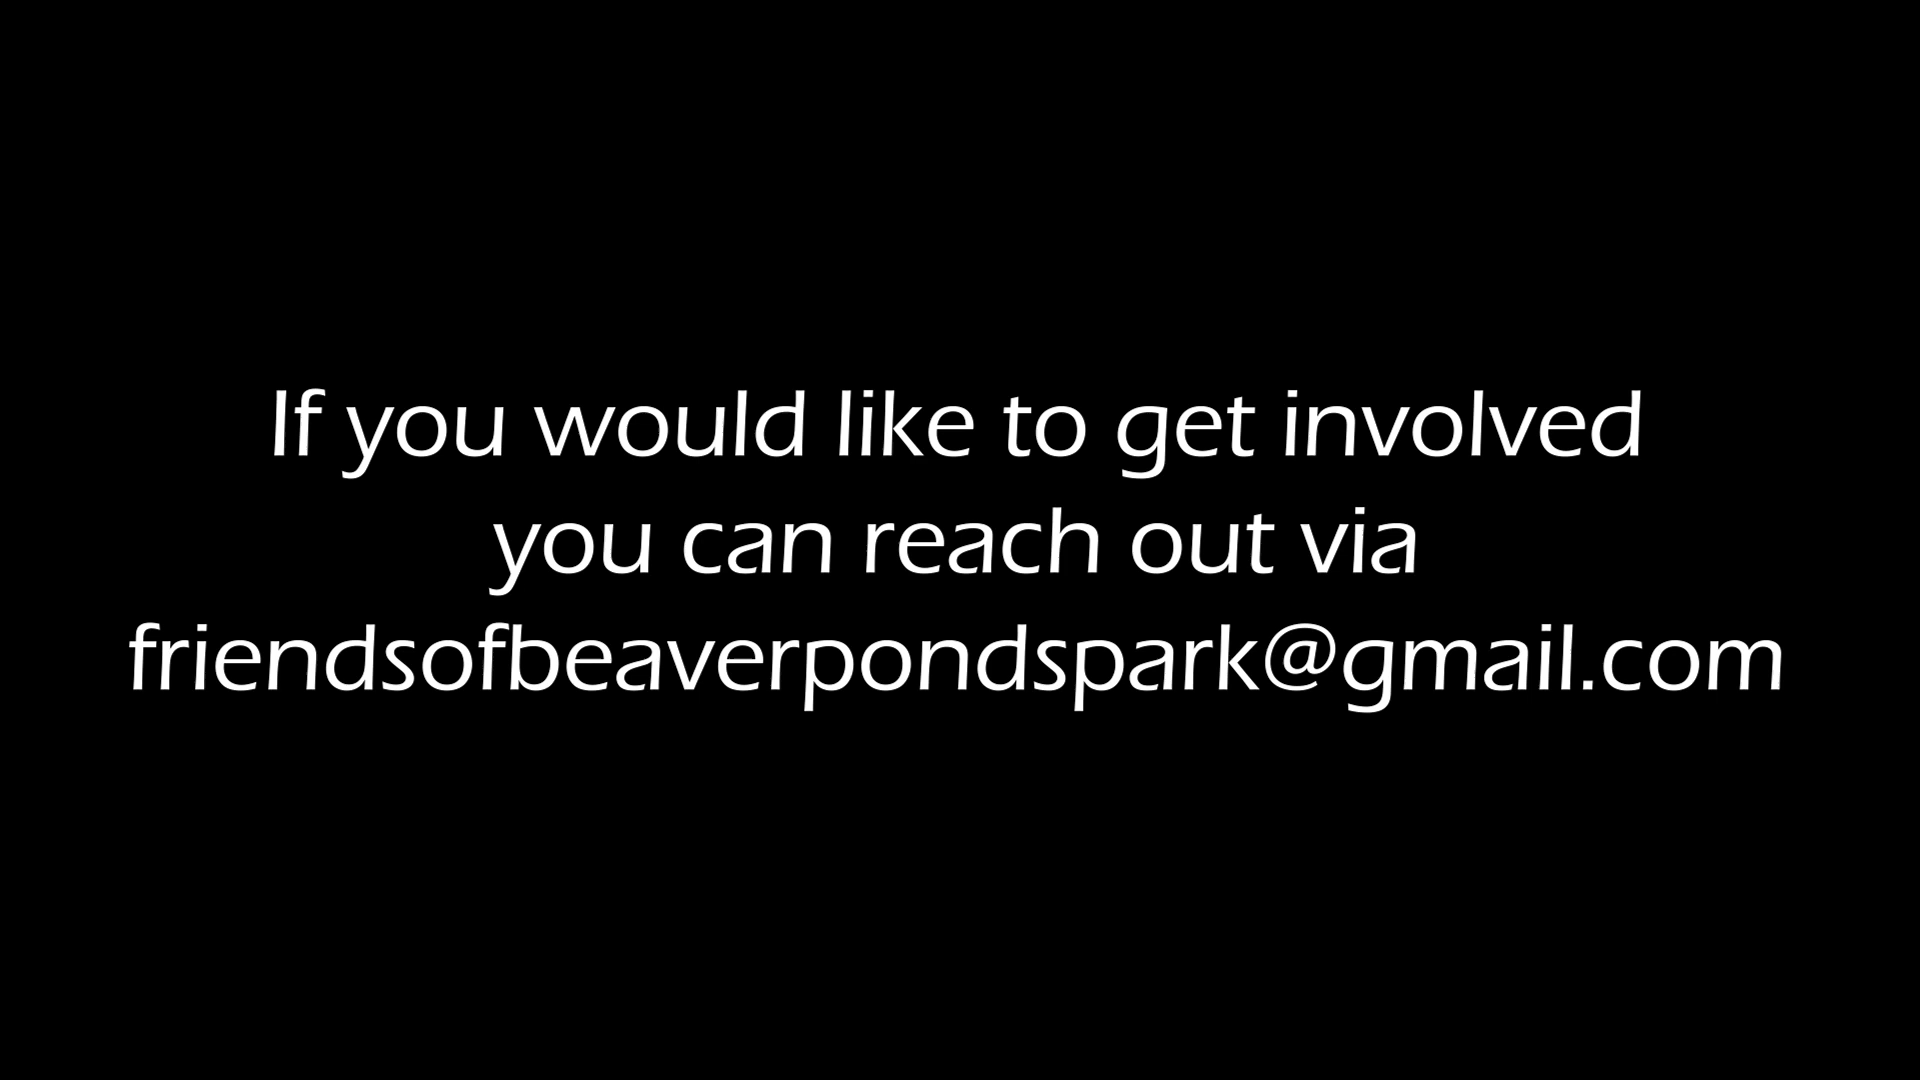 If you would like to get involved
you can reach out via
friendsofbeaverpondspark@gmail.com